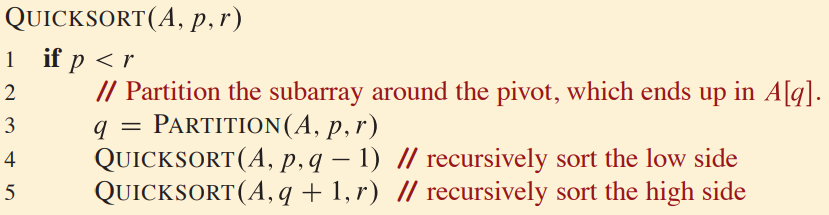 QUICKSORT(A, p, r)
1 if p < r
2 // Partition the subarray around the pivot, which ends up in A[q].
3 q = PARTITION(A, p, r)
4 QUICKSORT(A, p, q − 1) // recursively sort the low side
5 QUICKSORT(A, q + 1, r) // recursively sort the high side